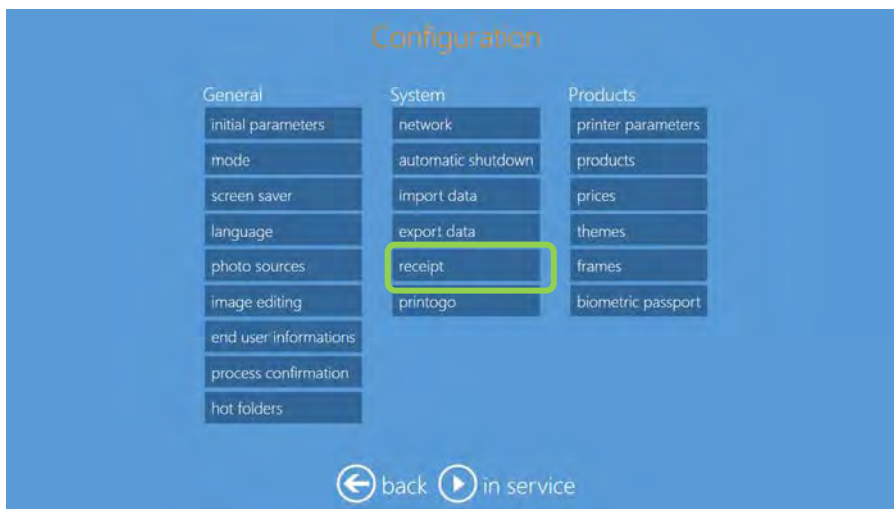 Configuration
General
initial parameters
mode
screen saver
language
photo sources
image editing
end user informations
process confirmation
hot folders
System
network
automatic shutdown
import data
export data
receipt
printogo
Products
printer parameters
products
prices
themes
frames
biometric passport
back in service